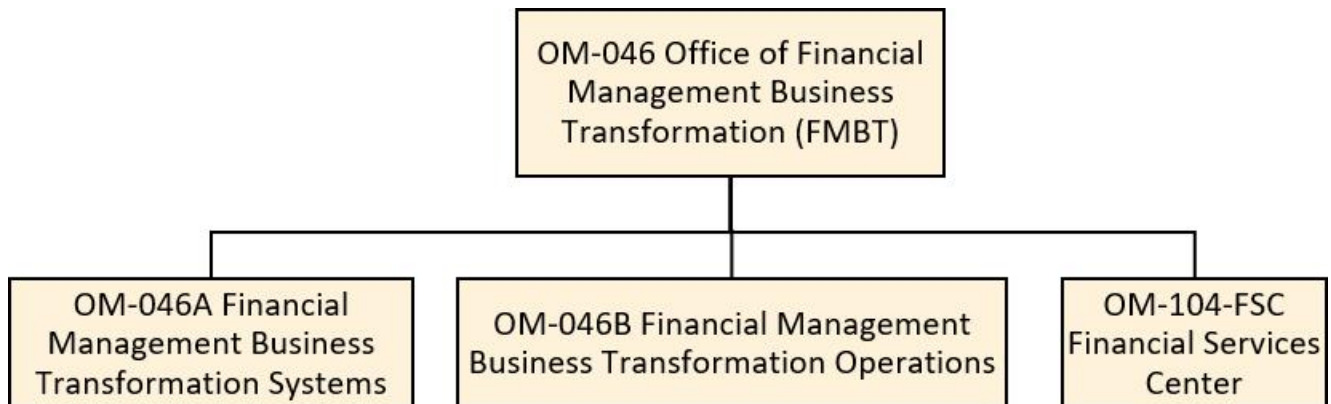 OM-046 Office of Financial
Management Business
Transformation (FMBT)
OM-046A Financial
Management Business
Transformation Systems
OM-046B Financial Management
Business Transformation Operations
OM-104-FSC
Financial Services
Center